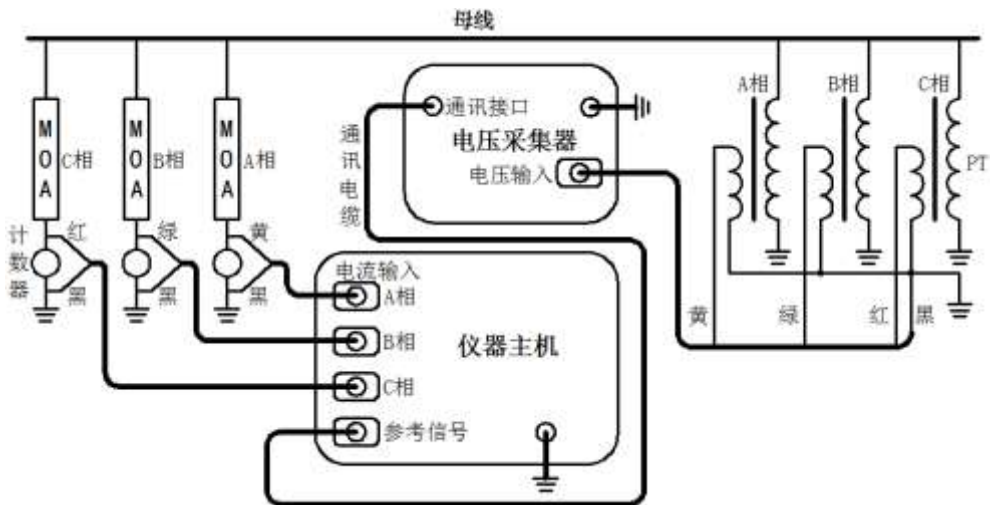 母线
MOA
C相
MOA
B相
MOA
A相
计数器
红
黑
绿
黑
黄
黑
通讯电缆
通讯接口
电压采集器
电压输入
A相
B相
C相
PT
黄
绿
红
黑
电流输入
A相
B相
C相
参考信号
仪器主机